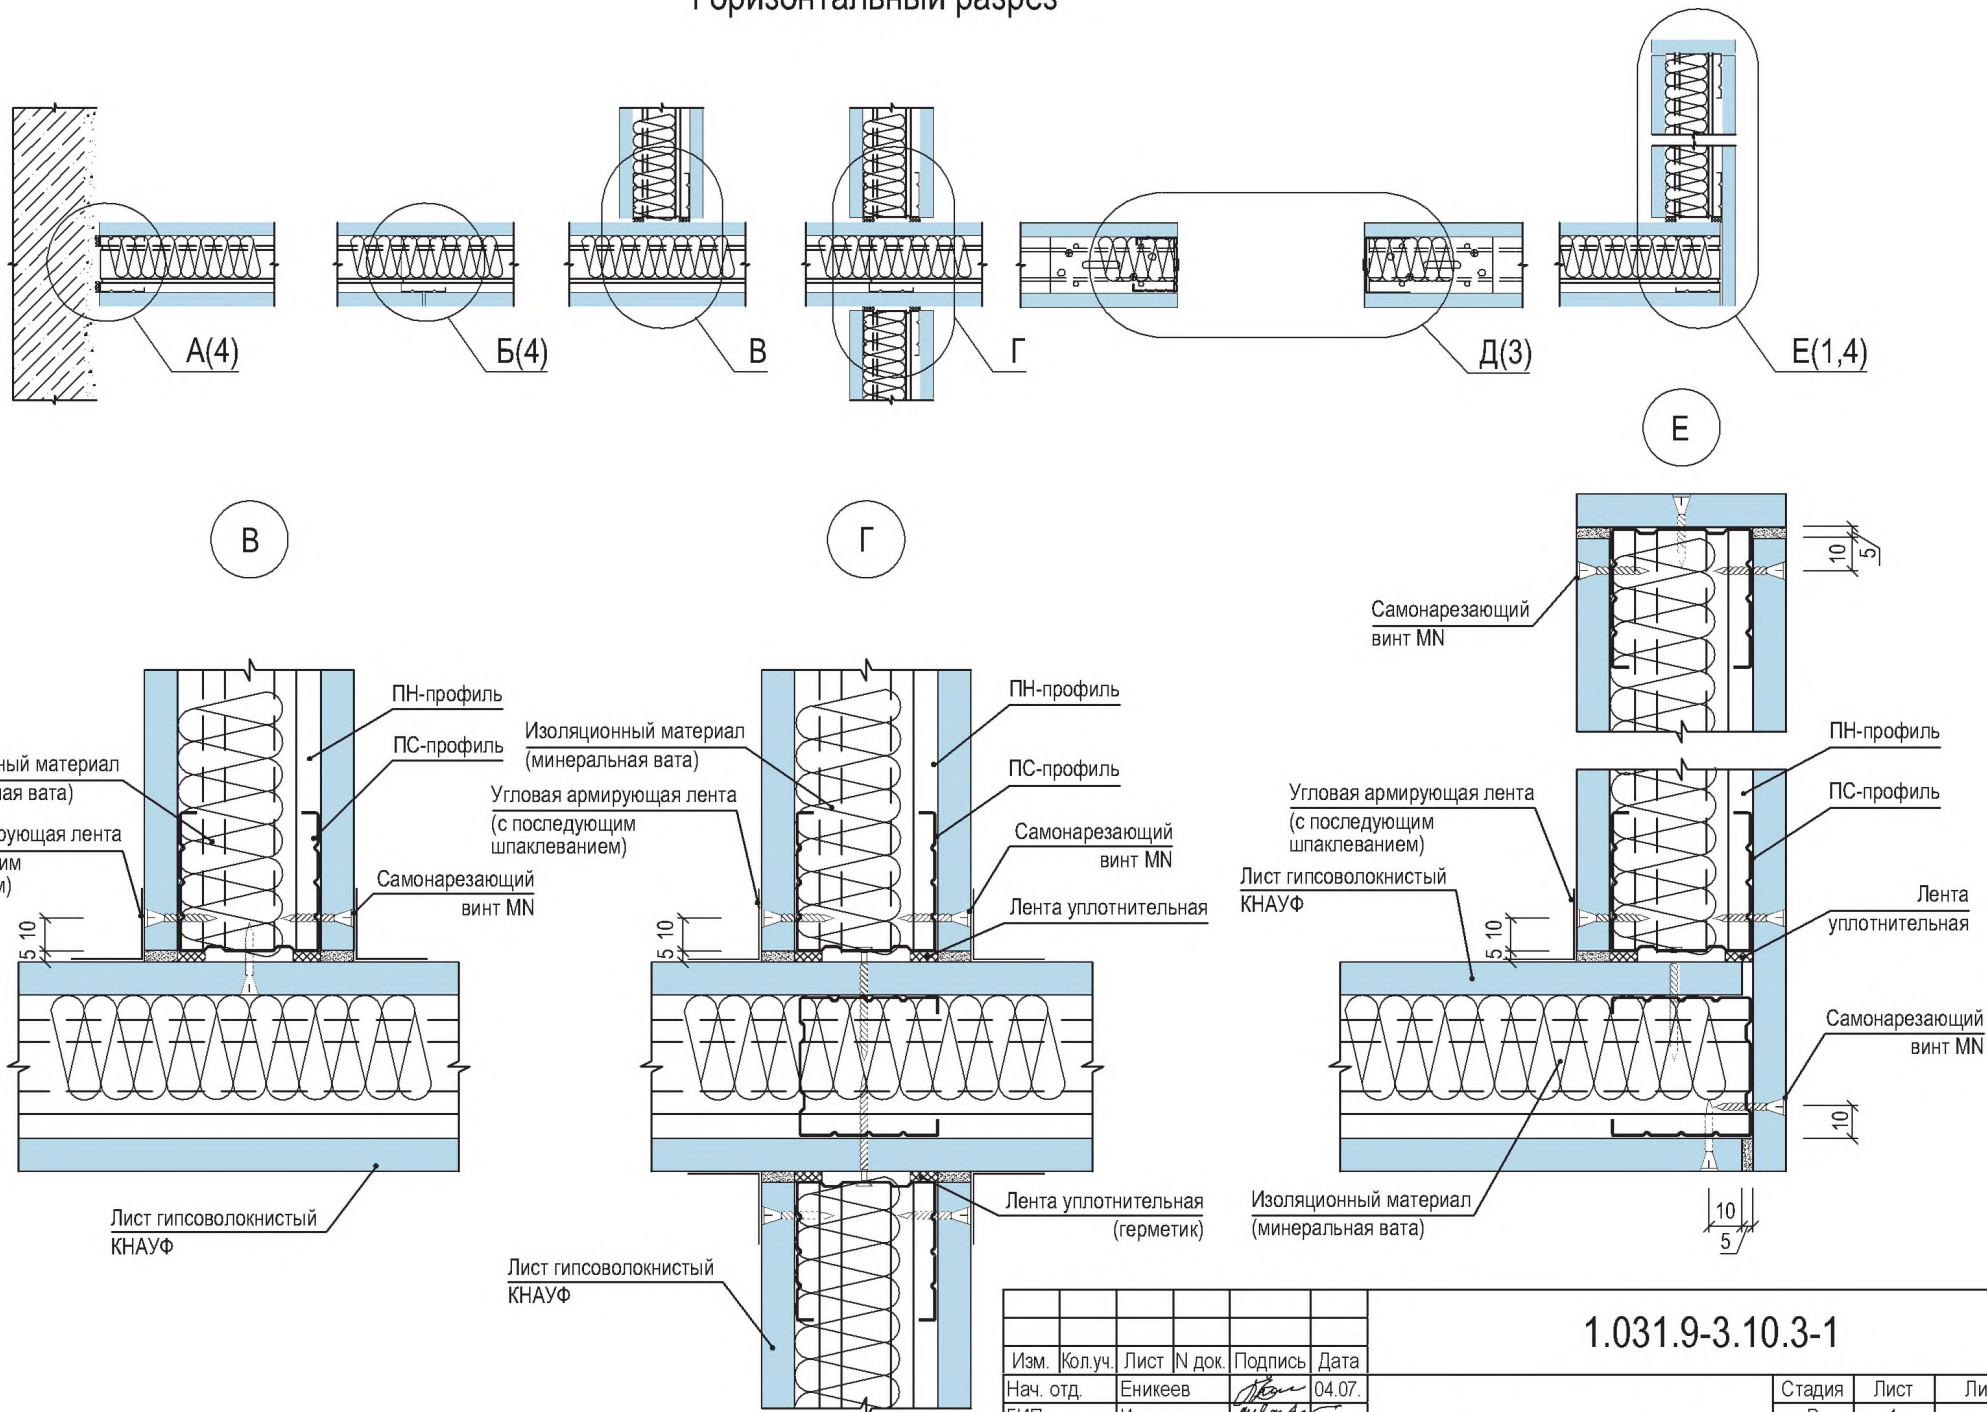 Горизонтальный разрез
А(4)
Б(4)
В
Г
Д(3)
Е(1,4)
В
Г
Е
ПН-профиль
ПС-профиль
ный материал
ная вата)
рующая лента
им
м)
Самонарезающий
винт MN
10
5
Лист гипсоволокнистый
КНАУФ
Изоляционный материал
(минеральная вата)
Угловая армирующая лента
(с последующим
шпаклеванием)
ПН-профиль
ПС-профиль
Самонарезающий
винт MN
Лента уплотнительная
10
5
Лента уплотнительная
(герметик)
Лист гипсоволокнистый
КНАУФ
10
5
Самонарезающий
винт MN
ПН-профиль
ПС-профиль
Угловая армирующая лента
(с последующим
шпаклеванием)
Лист гипсоволокнистый
КНАУФ
Лента
уплотнительная
10
5
Самонарезающий
винт MN
10
Изоляционный материал
(минеральная вата)
10
5
1.031.9-3.10.3-1
Изм. Кол.уч. Лист N док. Подпись Дата
Нач. отд. Еникеев 04.07.
Стадия Лист